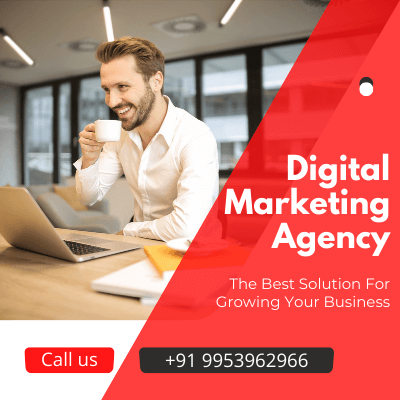 Digital
Marketing
Agency
The Best Solution For
Growing Your Business
Call us
+91 9953962966